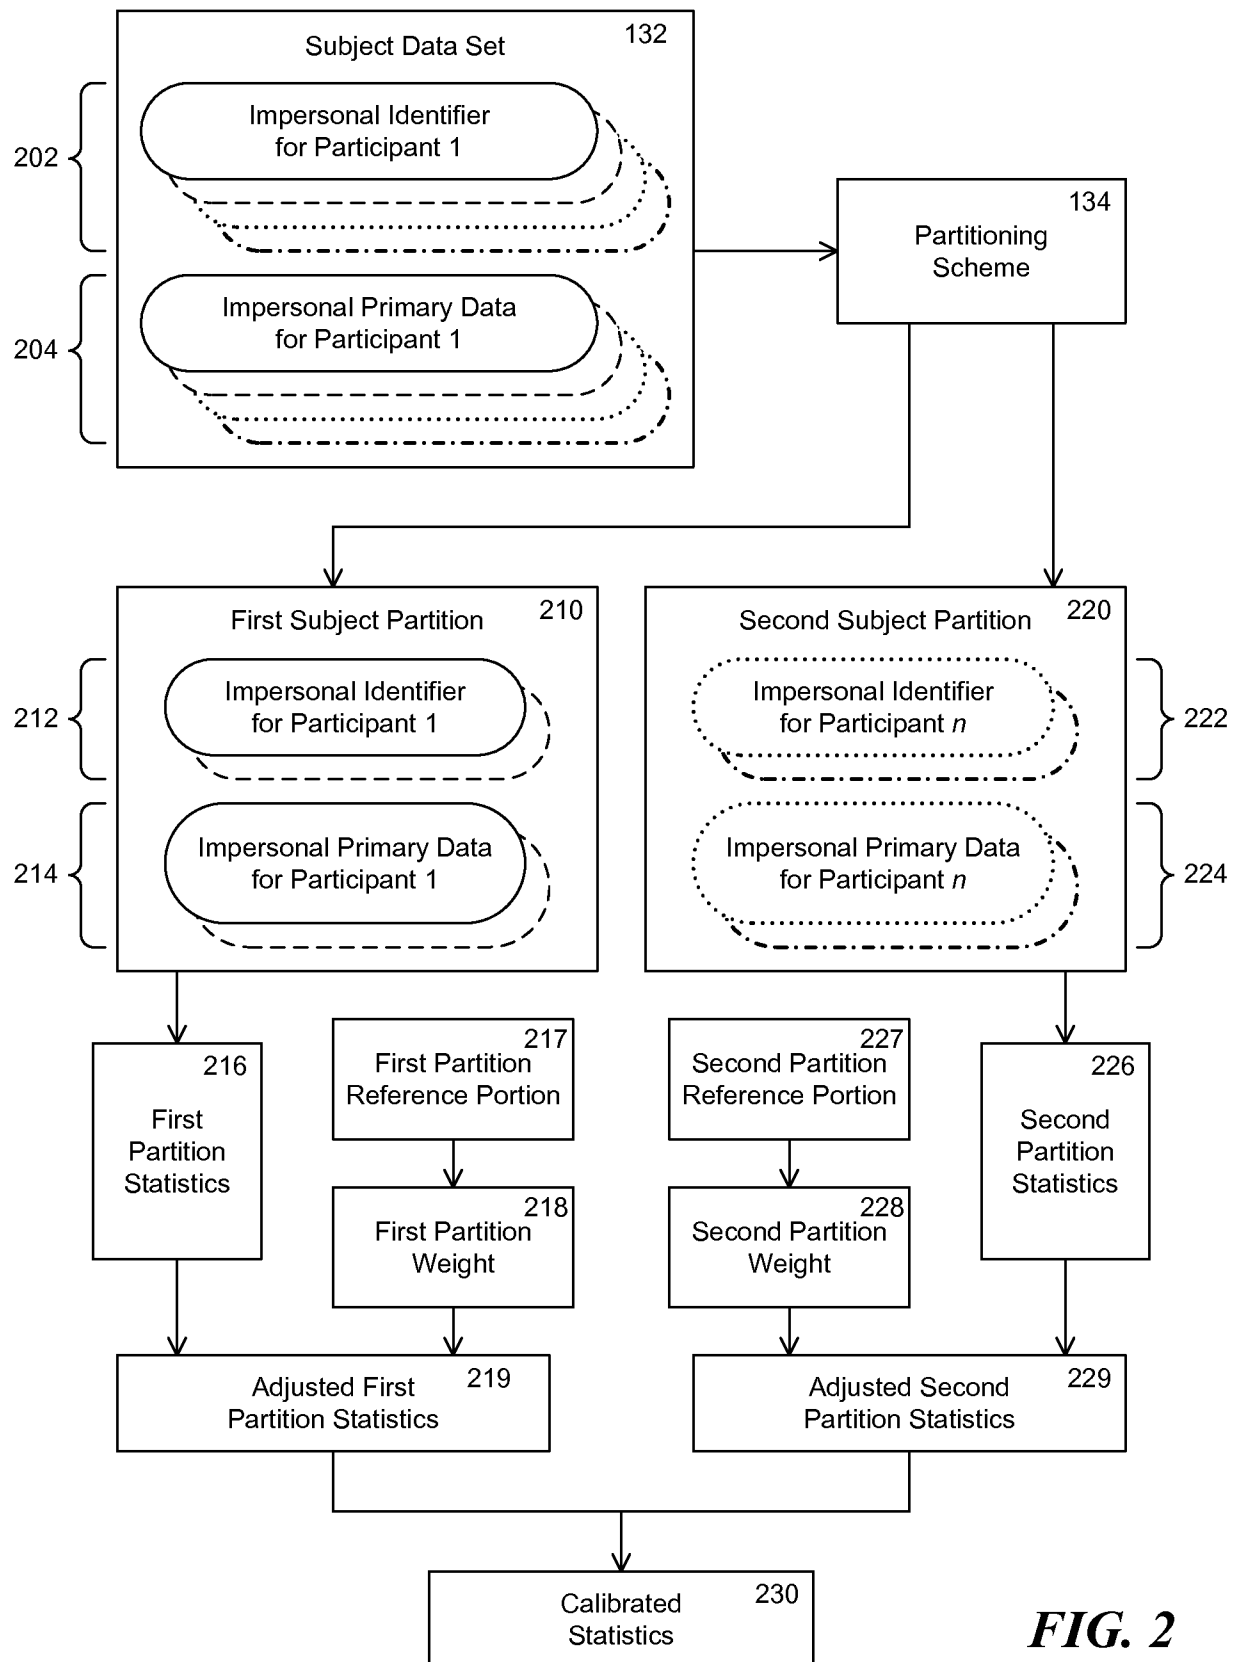 Subject Data Set
132
Impersonal Identifier
for Participant 1
202
Impersonal Primary Data
for Participant 1
204
134
Partitioning
Scheme
First Subject Partition
210
Impersonal Identifier
for Participant 1
212
Impersonal Primary Data
for Participant 1
214
Second Subject Partition
220
Impersonal Identifier
for Participant n
222
Impersonal Primary Data
for Participant n
224
216
First
Partition
Statistics
217
First Partition
Reference Portion
227
Second Partition
Reference Portion
226
Second
Partition
Statistics
218
First Partition
Weight
228
Second Partition
Weight
Adjusted First
Partition Statistics
219
Adjusted Second
Partition Statistics
229
230
Calibrated
Statistics
FIG. 2